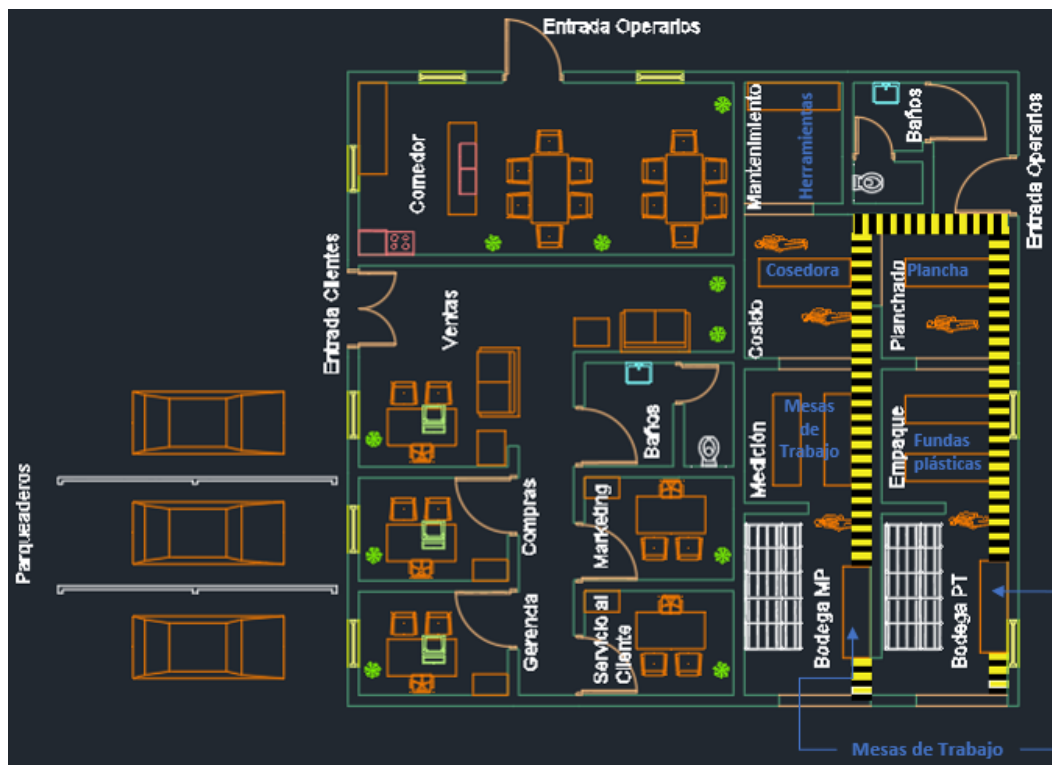 Entrada Operarios
Comedor
Mantenimiento
Herramientas
Baños
Entrada Operarios
Entrada Clientes
Ventas
Cosido
Cosedora
Planchado
Plancha
Baños
Medición
Mesas
de
Trabajo
Empaque
Fundas
plásticas
Parqueaderos
Compras
Marketing
Gerencia
Servicio al
Cliente
Bodega MP
Bodega PT
Mesas de Trabajo